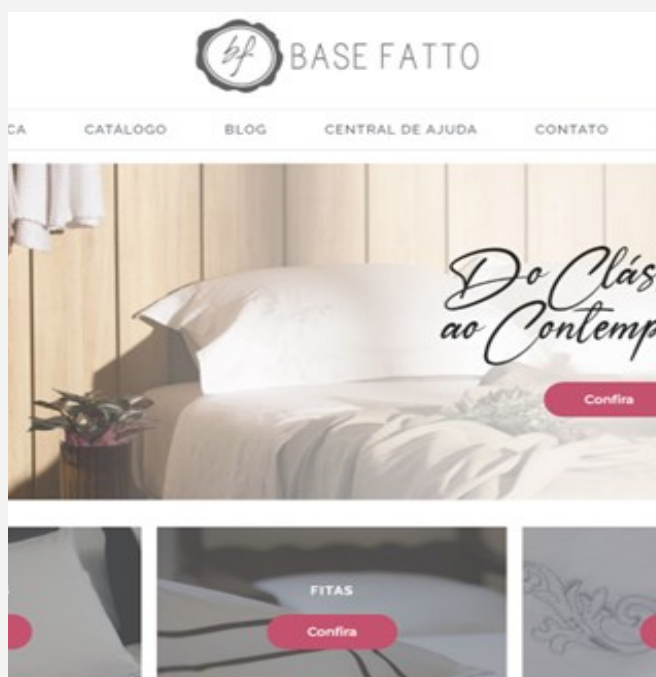 bf BASE FATTO
CA CATÁLOGO BLOG CENTRAL DE AJUDA CONTATO
Do Clás
ao Contemp
Confira
S
FITAS
Confira